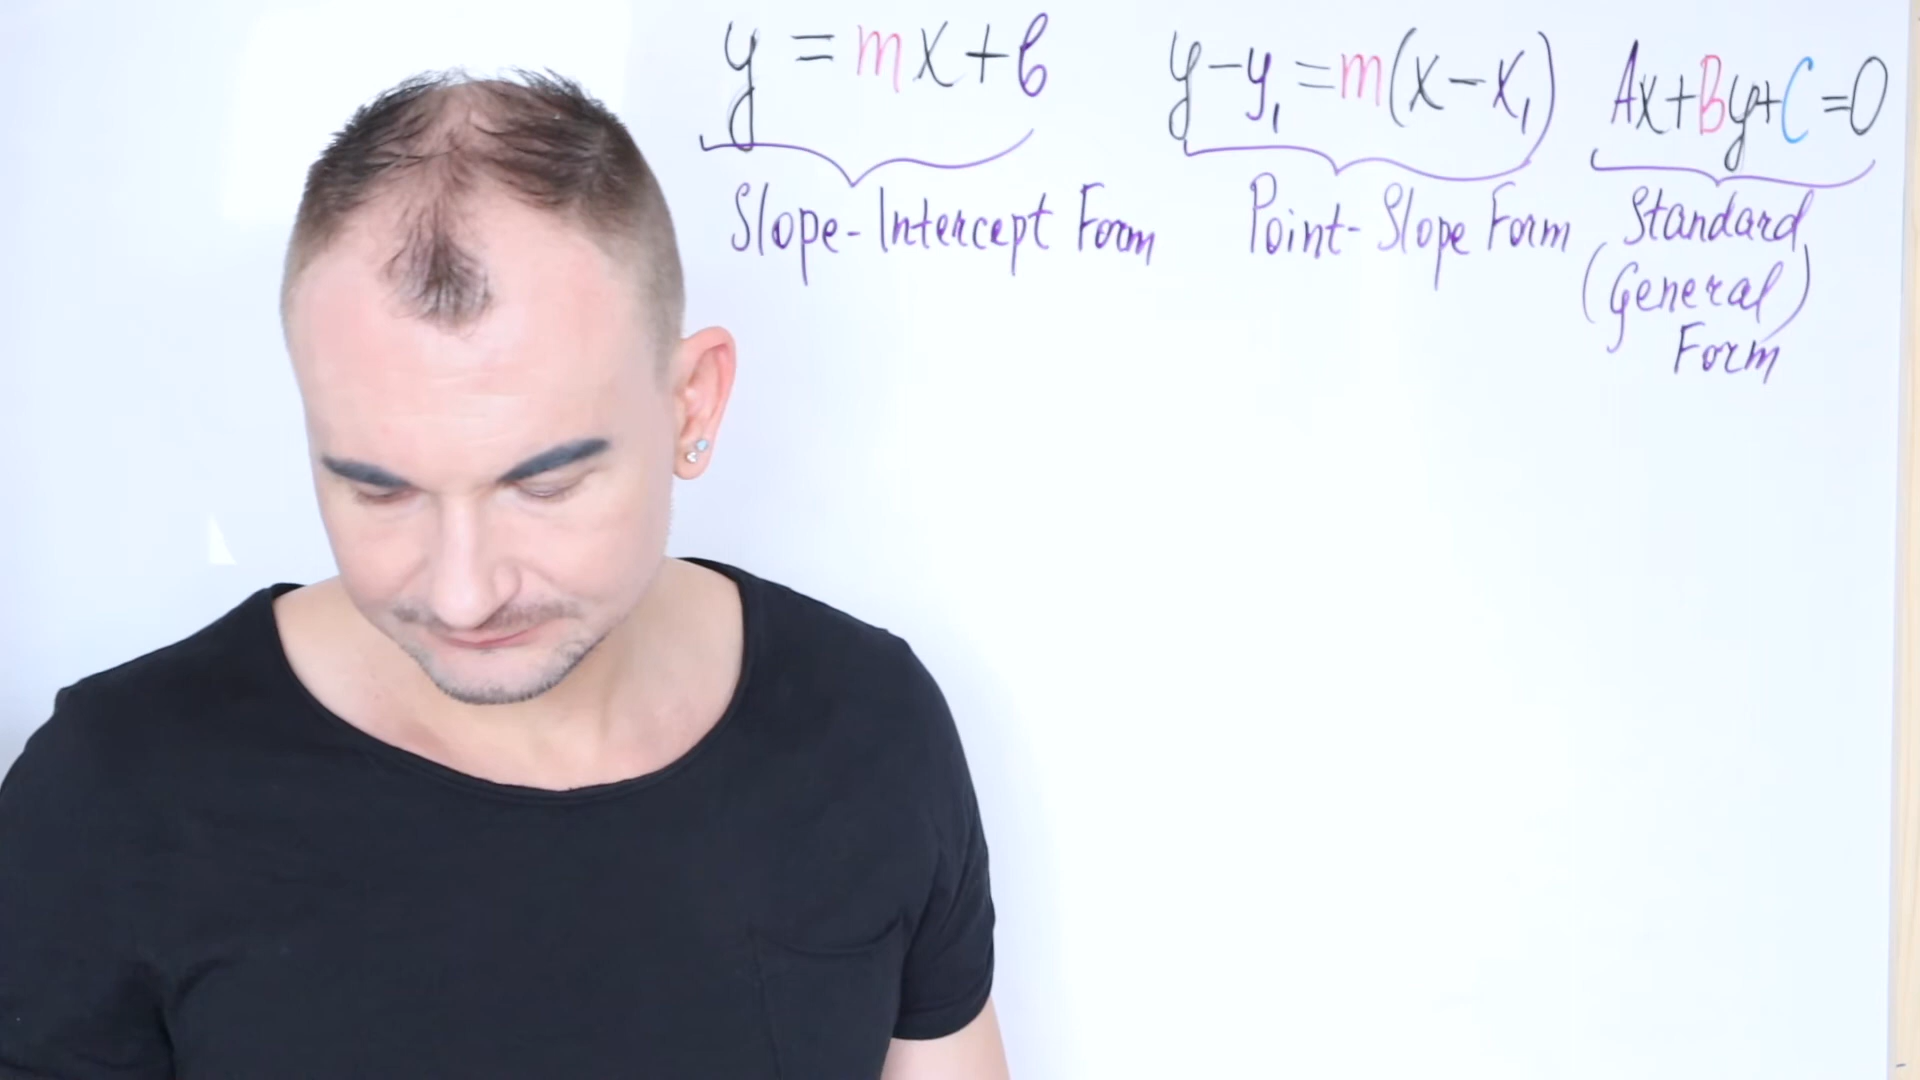 y = mx + b
y - y₁ = m(x - x₁)
Ax + By + C = 0
Slope-Intercept Form
Point-Slope Form
Standard
(General)
Form